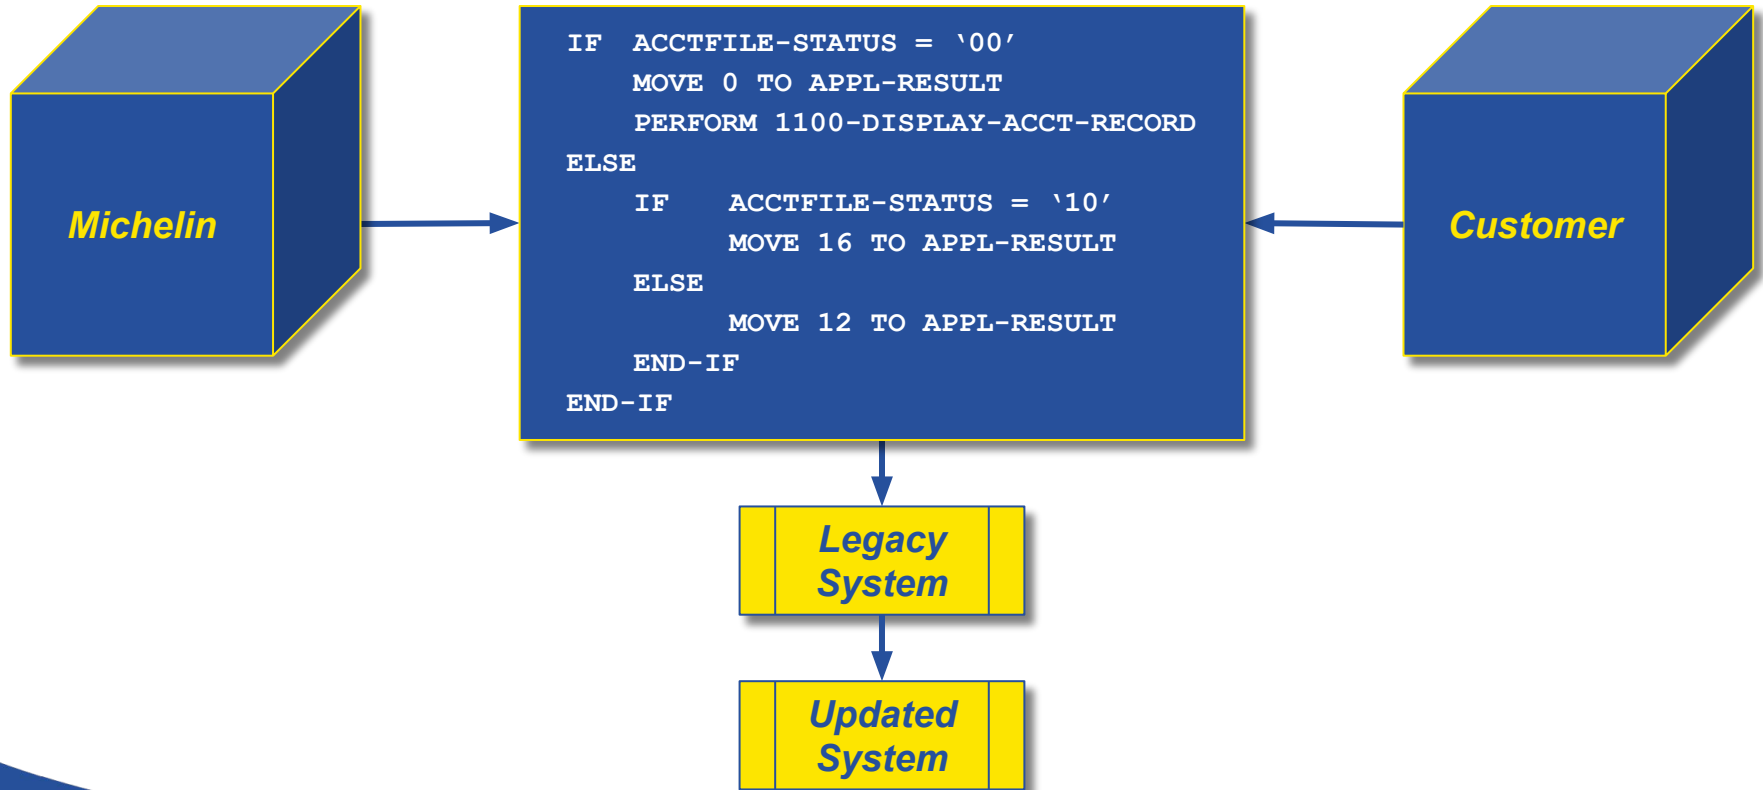 Michelin
IF ACCTFILE-STATUS = ‘00’
MOVE 0 TO APPL-RESULT
PERFORM 1100-DISPLAY-ACCT-RECORD
ELSE
IF ACCTFILE-STATUS = ‘10’
MOVE 16 TO APPL-RESULT
ELSE
MOVE 12 TO APPL-RESULT
END-IF
END-IF
Customer
Legacy
System
Updated
System